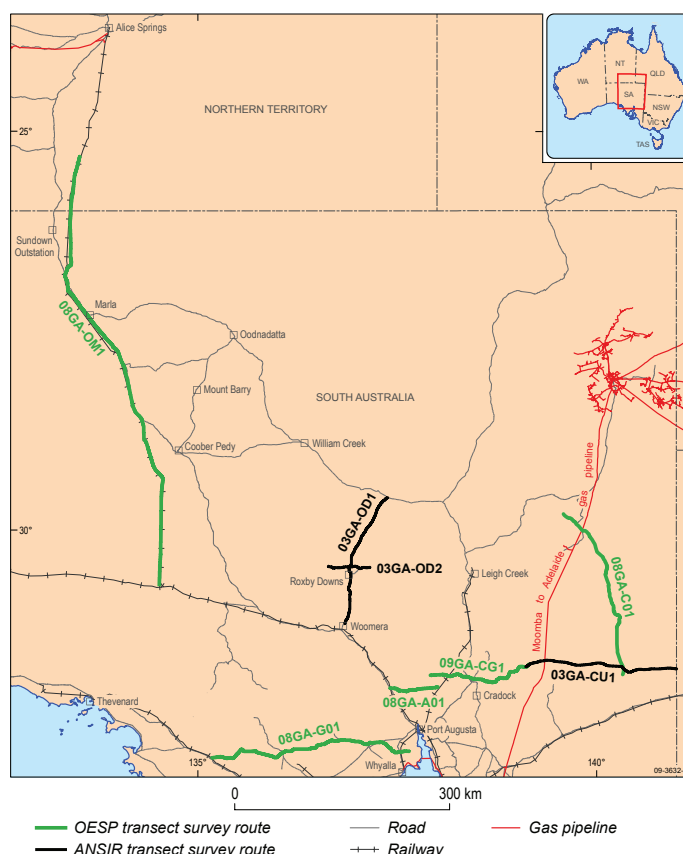 Alice Springs
NT
WA
QLD
SA
NSW
VIC
TAS
NORTHERN TERRITORY
25°
Sundown
Outstation
Marla
08GA-OM1
Oodnadatta
Mount Barry
SOUTH AUSTRALIA
Coober Pedy
William Creek
Moomba to Adelaide gas pipeline
30°
03GA-OD1
03GA-OD2
Roxby Downs
Leigh Creek
08GA-C01
Woomera
09GA-CG1
03GA-CU1
08GA-A01
Cradock
Thevenard
08GA-G01
Port Augusta
Whyalla
135°
140°
09-3632-
0
300 km
OESP transect survey route
Road
Gas pipeline
ANSIR transect survey route
Railway